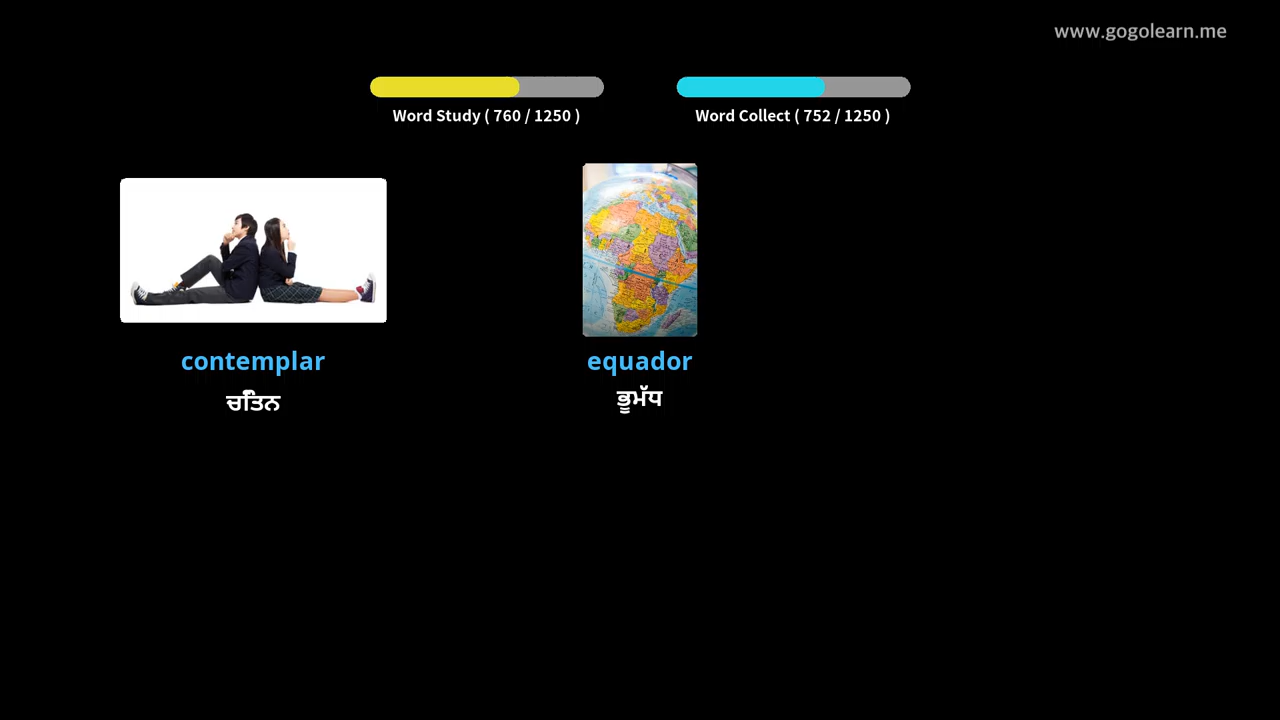 www.gogolearn.me
Word Study ( 760 / 1250 )
Word Collect ( 752 / 1250 )
contemplar
equador
ਚਿੰਤਨ
ਭੂਮੱਧ